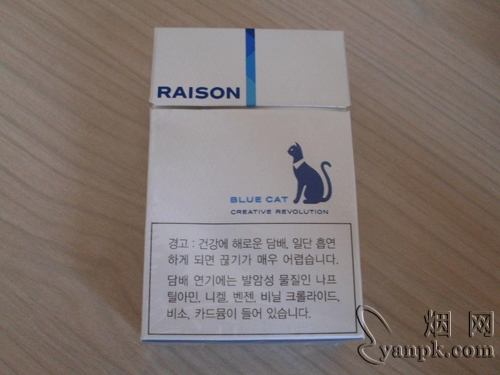 RAISON
BLUE CAT
CREATIVE REVOLUTION
경고 : 건강에 해로운 담배, 일단 흡연
하게 되면 끊기가 매우 어렵습니다.
담배 연기에는 발암성 물질인 나프
틸아민, 니켈, 벤젠, 비닐 크롤라이드,
비소, 카드뮴이 들어 있습니다.
烟网
yanpk.com